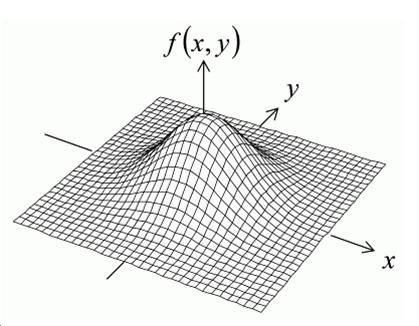 f(x, y)
y
x